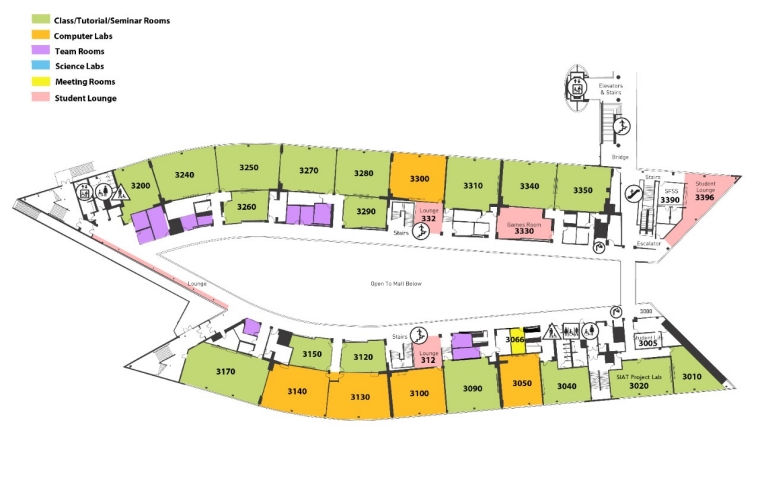 Class/Tutorial/Seminar Rooms
Computer Labs
Team Rooms
Science Labs
Meeting Rooms
Student Lounge
Elevators
& Stairs
Bridge
3200
3240
3250
3270
3280
3300
3310
3340
3350
Stairs
SFSS
3390
Student
Lounge
3396
3260
3290
Lounge
332
Stairs
Games Room
3330
Escalator
Lounge
Open To Mall Below
3170
3150
3120
Stairs
Lounge
312
3066
3088
Student Life
3005
3140
3130
3100
3090
3050
3040
SIAT Project Lab
3020
3010